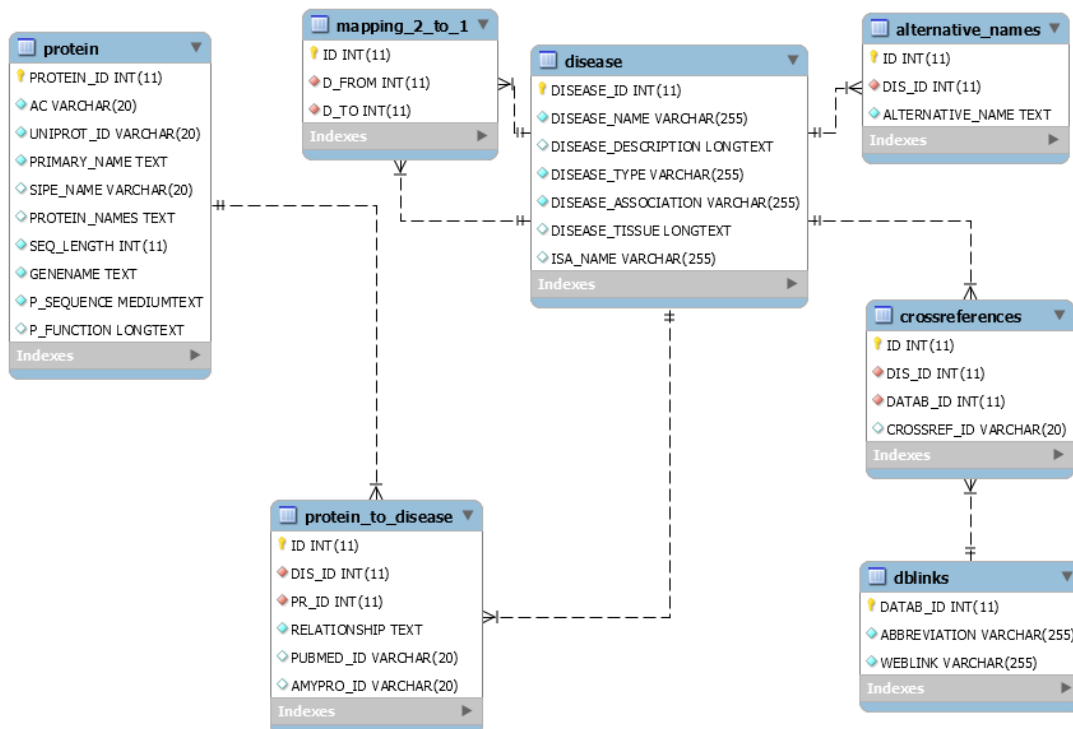 protein
PROTEIN_ID INT(11)
AC VARCHAR(20)
UNIPROT_ID VARCHAR(20)
PRIMARY_NAME TEXT
SIPE_NAME VARCHAR(20)
PROTEIN_NAMES TEXT
SEQ_LENGTH INT(11)
GENENAME TEXT
P_SEQUENCE MEDIUMTEXT
P_FUNCTION LONGTEXT
Indexes
mapping_2_to_1
ID INT(11)
D_FROM INT(11)
D_TO INT(11)
Indexes
disease
DISEASE_ID INT(11)
DISEASE_NAME VARCHAR(255)
DISEASE_DESCRIPTION LONGTEXT
DISEASE_TYPE VARCHAR(255)
DISEASE_ASSOCIATION VARCHAR(255)
DISEASE_TISSUE LONGTEXT
ISA_NAME VARCHAR(255)
Indexes
alternative_names
ID INT(11)
DIS_ID INT(11)
ALTERNATIVE_NAME TEXT
Indexes
crossreferences
ID INT(11)
DIS_ID INT(11)
DATAB_ID INT(11)
CROSSREF_ID VARCHAR(20)
Indexes
protein_to_disease
ID INT(11)
DIS_ID INT(11)
PR_ID INT(11)
RELATIONSHIP TEXT
PUBMED_ID VARCHAR(20)
AMYPRO_ID VARCHAR(20)
Indexes
dblinks
DATAB_ID INT(11)
ABBREVIATION VARCHAR(255)
WEBLINK VARCHAR(255)
Indexes